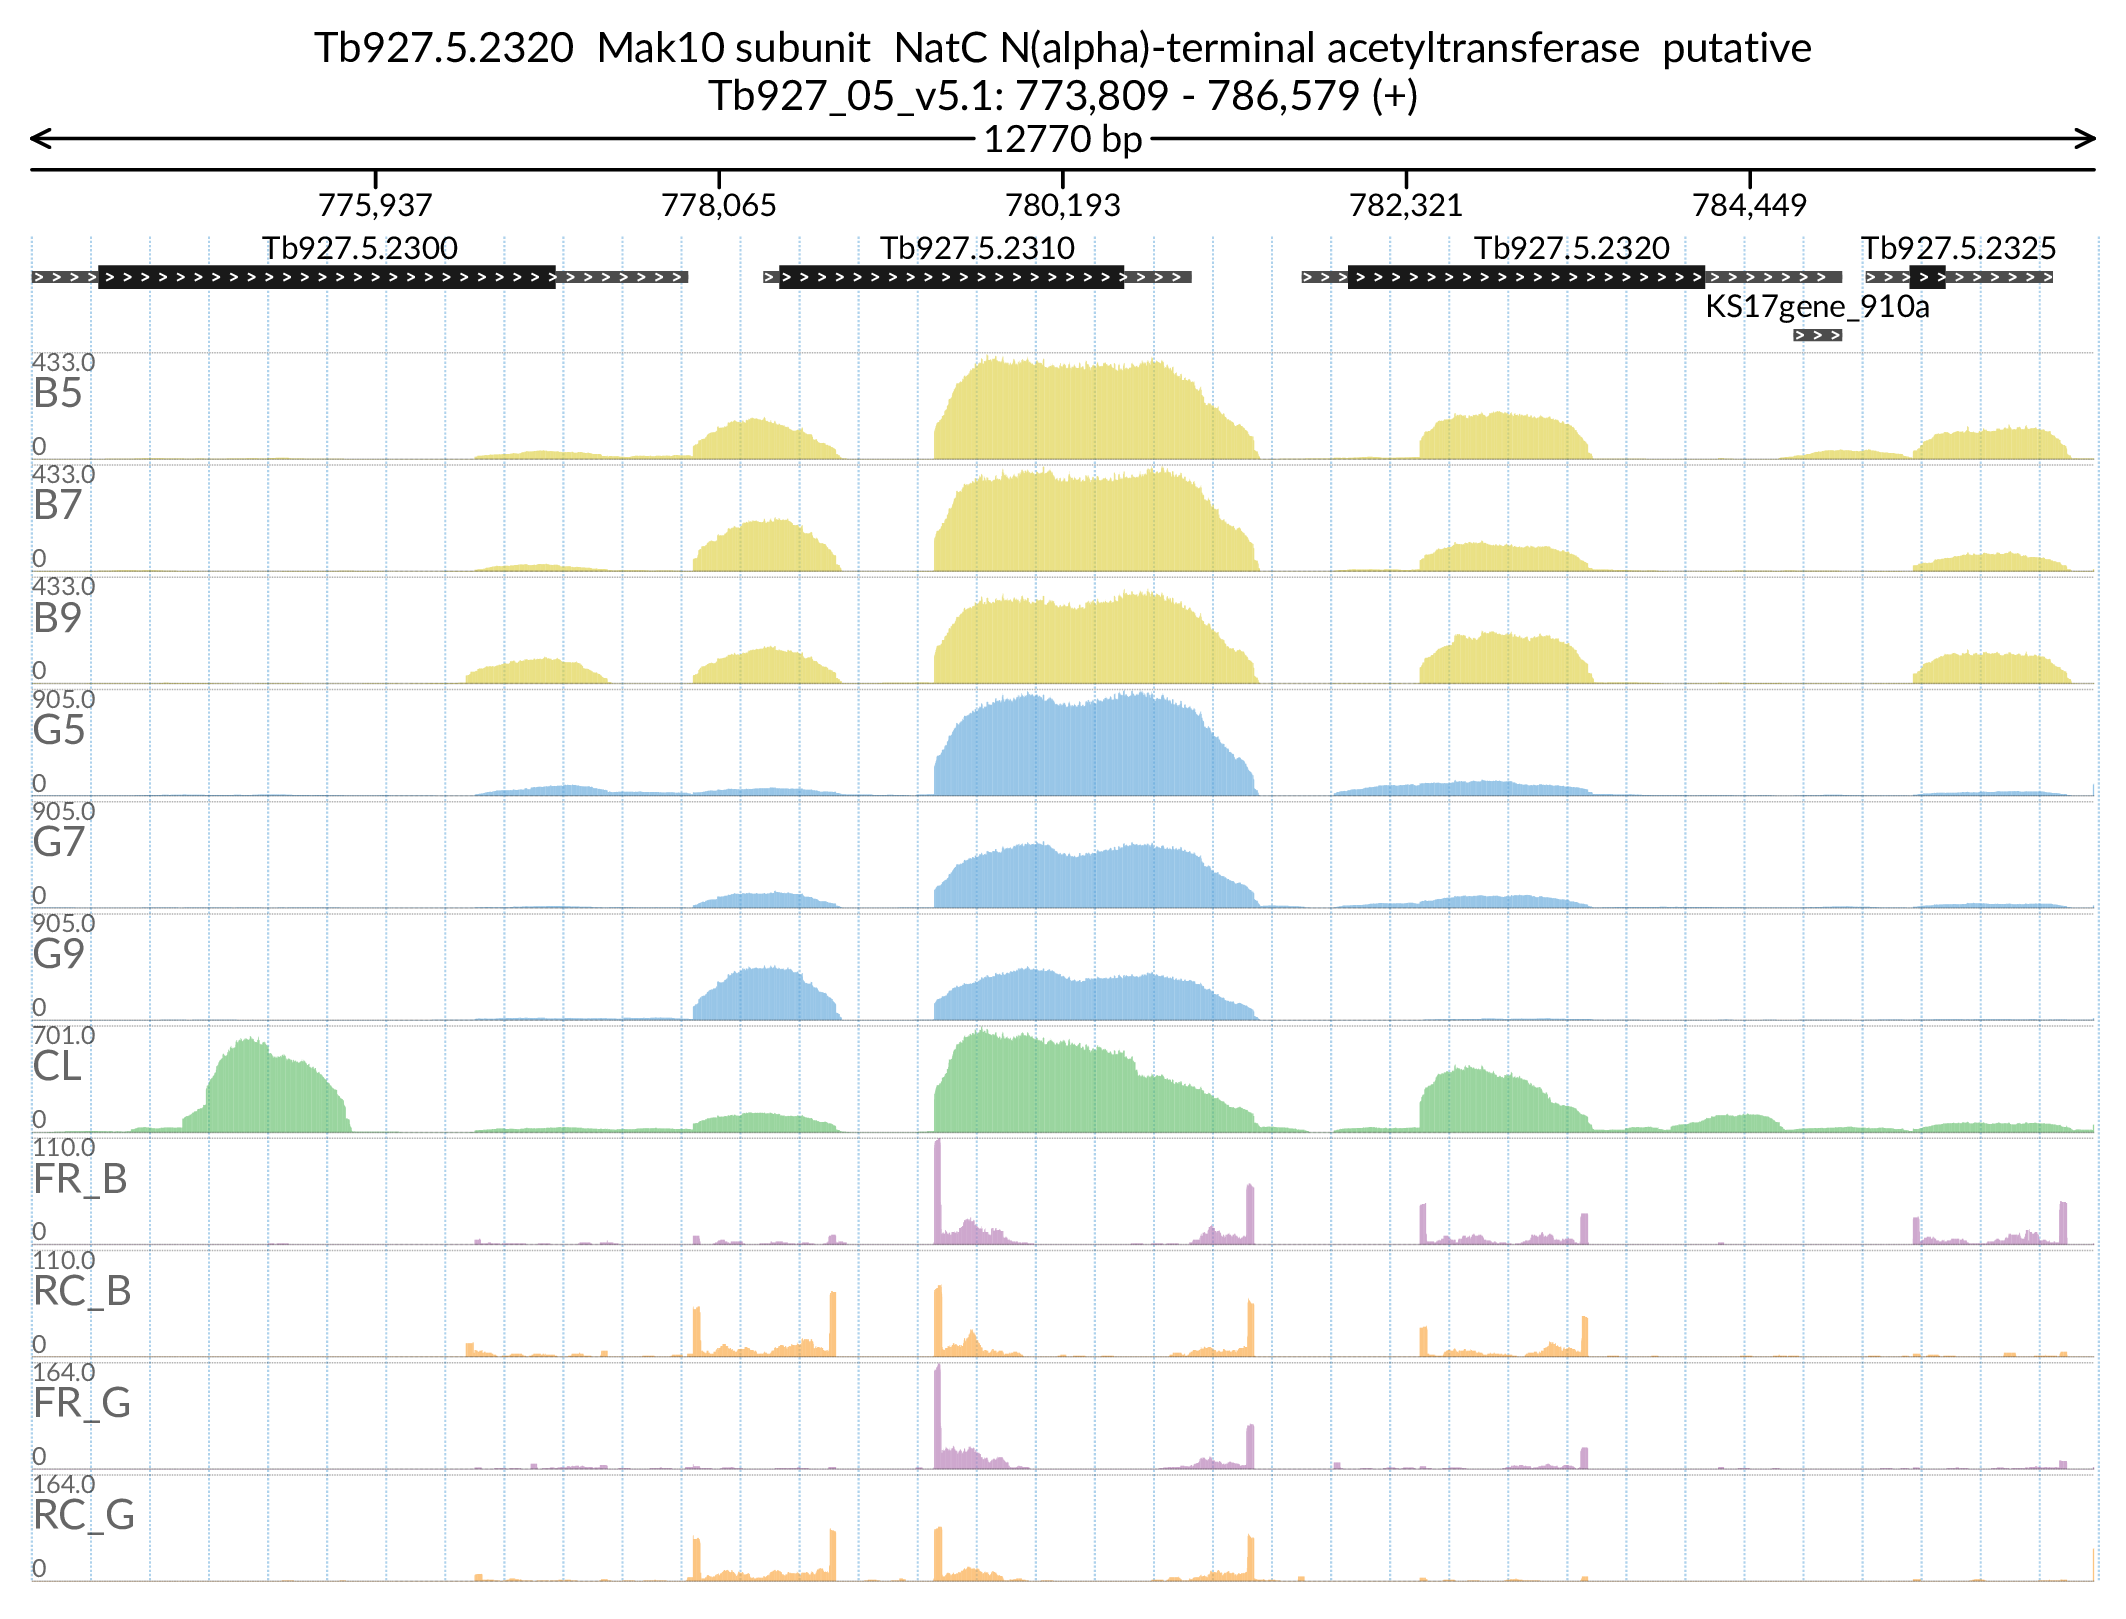 Tb927.5.2320  Mak10 subunit  NatC N(alpha)-terminal acetyltransferase  putative
Tb927_05_v5.1: 773,809 - 786,579 (+)
12770 bp
775,937 778,065 780,193 782,321 784,449
Tb927.5.2300 Tb927.5.2310 Tb927.5.2320 Tb927.5.2325
KS17gene_910a
433.0
B5
0
433.0
B7
0
433.0
B9
0
905.0
G5
0
905.0
G7
0
905.0
G9
0
701.0
CL
0
110.0
FR_B
0
110.0
RC_B
0
164.0
FR_G
0
164.0
RC_G
0